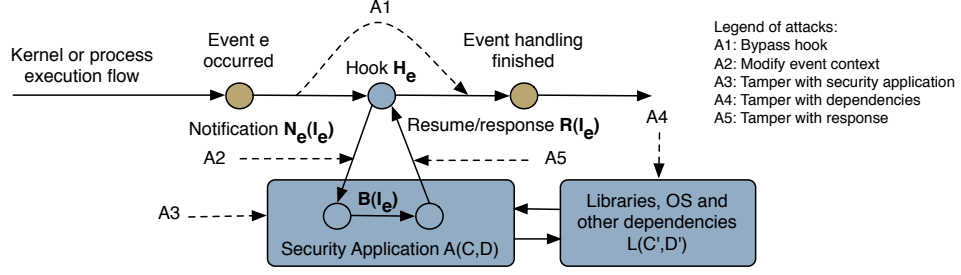 A1
Kernel or process
execution flow
Event e
occurred
Hook He
Event handling
finished
Legend of attacks:
A1: Bypass hook
A2: Modify event context
A3: Tamper with security application
A4: Tamper with dependencies
A5: Tamper with response
Notification Ne(Ie)
Resume/response R(Ie)
A4
A2
A5
A3
B(Ie)
Security Application A(C,D)
Libraries, OS and
other dependencies
L(C',D')